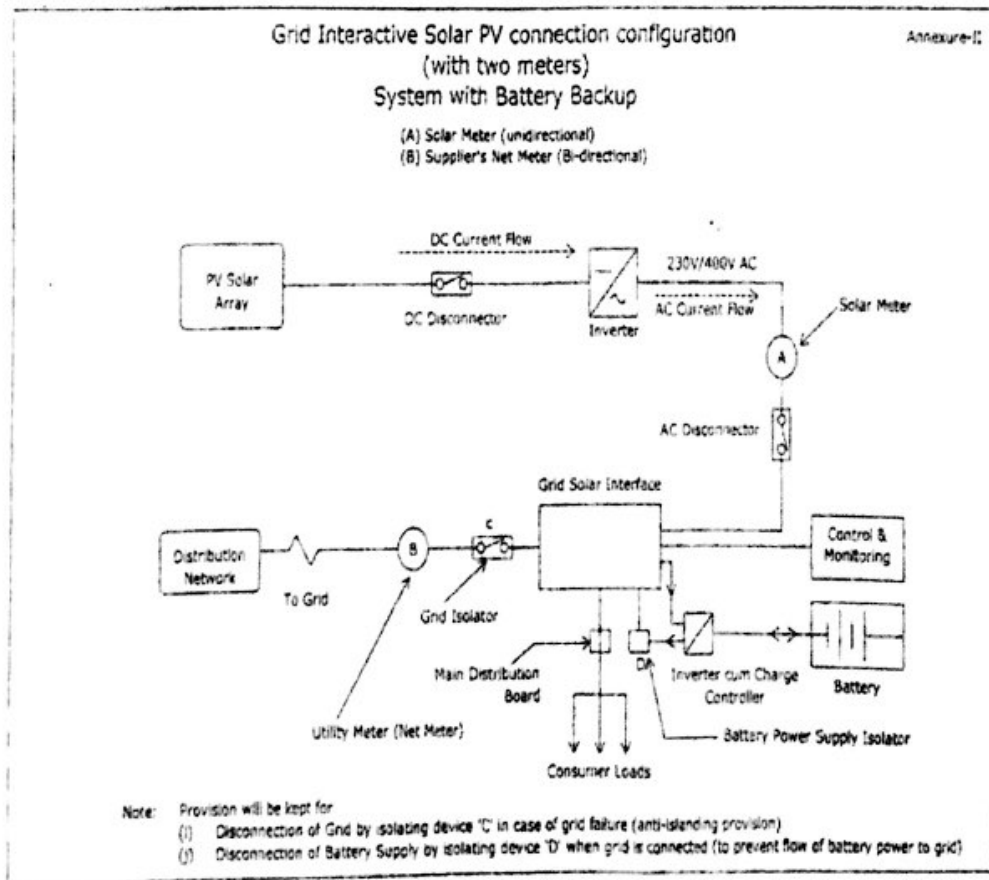 Grid Interactive Solar PV connection configuration
(with two meters)
System with Battery Backup
Annexure-II
(A) Solar Meter (unidirectional)
(B) Supplier's Net Meter (Bi-directional)
DC Current Flow
PV Solar
Array
DC Disconnector
Inverter
230V/400V AC
AC Current Flow
Solar Meter
A
AC Disconnector
Grid Solar Interface
Distribution
Network
To Grid
B
C
Grid Isolator
Control &
Monitoring
Main Distribution
Board
D
Inverter cum Charge
Controller
Battery
Utility Meter (Net Meter)
Battery Power Supply Isolator
Consumer Loads
Note: Provision will be kept for
(i) Disconnection of Grid by isolating device 'C' in case of grid failure (anti-islanding provision)
(j) Disconnection of Battery Supply by isolating device 'D' when grid is connected (to prevent flow of battery power to grid)